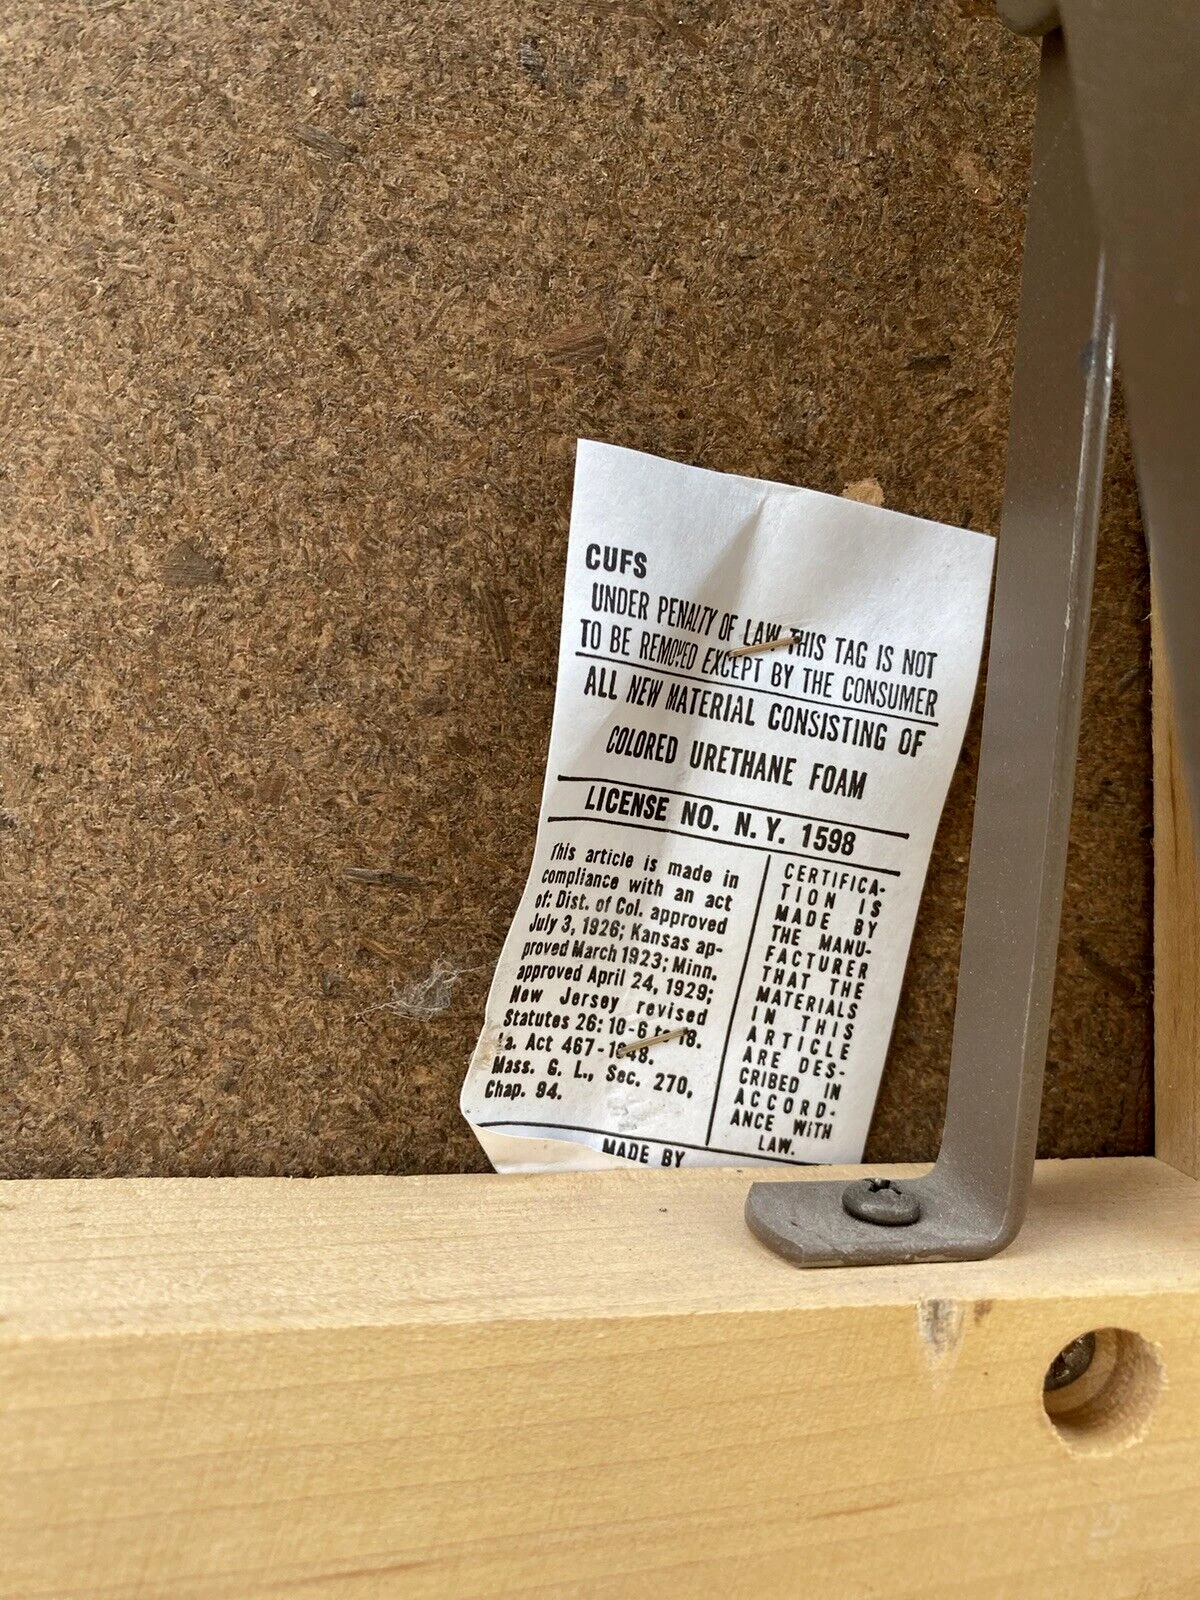 CUFS
UNDER PENALTY OF LAW THIS TAG IS NOT
TO BE REMOVED EXCEPT BY THE CONSUMER
ALL NEW MATERIAL CONSISTING OF
COLORED URETHANE FOAM
LICENSE NO. N. Y. 1598
This article is made in
compliance with an act
of: Dist. of Col. approved
July 3, 1926; Kansas ap-
proved March 1923; Minn.
approved April 24, 1929;
New Jersey revised
Statutes 26: 10-6 to 18.
La. Act 467-1948.
Mass. G. L., Sec. 270,
Chap. 94.
CERTIFICA-
TION IS
MADE BY
THE MANU-
FACTURER
THAT THE
MATERIALS
IN THIS
ARTICLE
ARE DES-
CRIBED IN
ACCORD-
ANCE WITH
LAW.
MADE BY